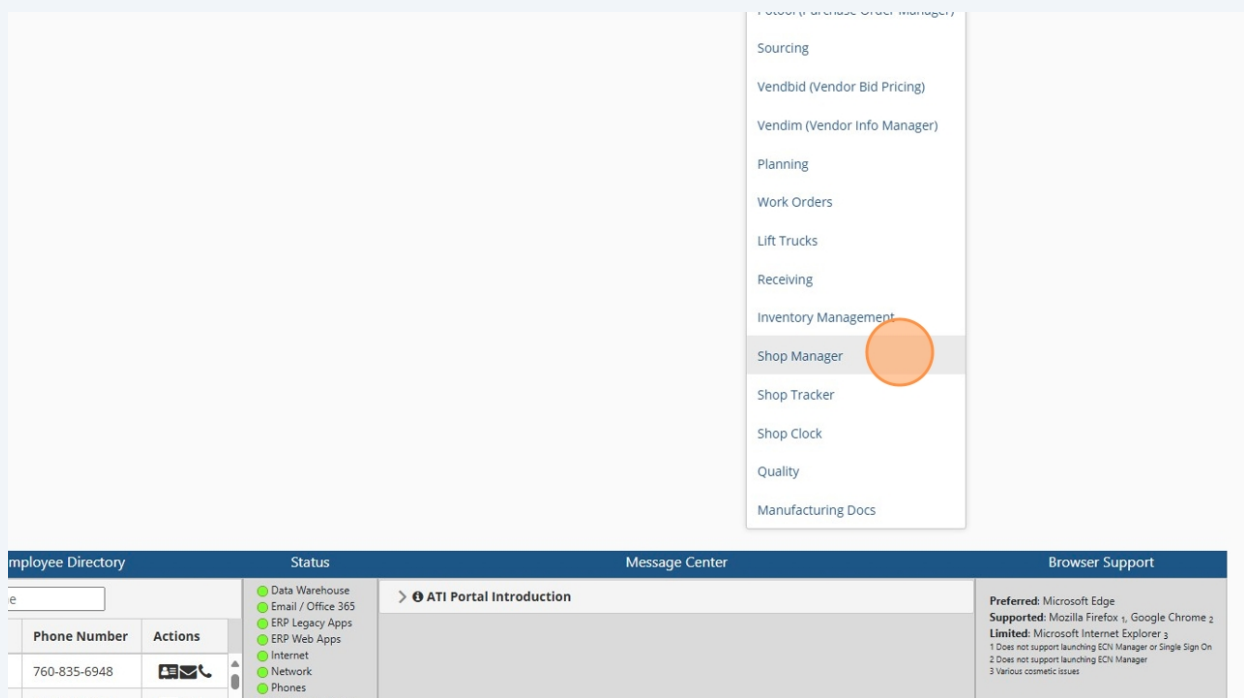 Potool (Purchase Order Manager)
Sourcing
Vendbid (Vendor Bid Pricing)
Vendim (Vendor Info Manager)
Planning
Work Orders
Lift Trucks
Receiving
Inventory Management
Shop Manager
Shop Tracker
Shop Clock
Quality
Manufacturing Docs
mployee Directory
e
Phone Number Actions
760-835-6948
Status
Data Warehouse
Email / Office 365
ERP Legacy Apps
ERP Web Apps
Internet
Network
Phones
Message Center
ATI Portal Introduction
Browser Support
Preferred: Microsoft Edge
Supported: Mozilla Firefox 1, Google Chrome 2
Limited: Microsoft Internet Explorer 3
1 Does not support launching ECN Manager or Single Sign On
2 Does not support launching ECN Manager
3 Various cosmetic issues